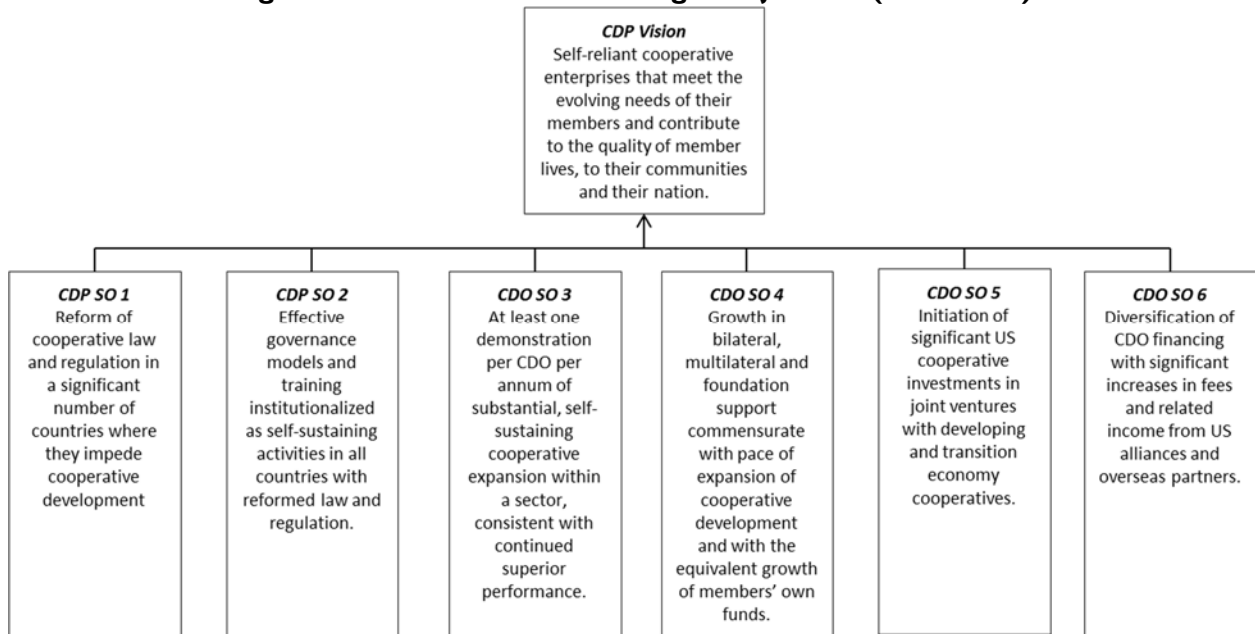 CDP Vision
Self-reliant cooperative
enterprises that meet the
evolving needs of their
members and contribute
to the quality of member
lives, to their communities
and their nation.
CDP SO 1
Reform of
cooperative law
and regulation in
a significant
number of
countries where
they impede
cooperative
development
CDP SO 2
Effective
governance
models and
training
institutionalized
as self-sustaining
activities in all
countries with
reformed law and
regulation.
CDO SO 3
At least one
demonstration
per CDO per
annum of
substantial, self-
sustaining
cooperative
expansion within
a sector,
consistent with
continued
superior
performance.
CDO SO 4
Growth in
bilateral,
multilateral and
foundation
support
commensurate
with pace of
expansion of
cooperative
development
and with the
equivalent growth
of members’ own
funds.
CDO SO 5
Initiation of
significant US
cooperative
investments in
joint ventures
with developing
and transition
economy
cooperatives.
CDO SO 6
Diversification of
CDO financing
with significant
increases in fees
and related
income from US
alliances and
overseas partners.